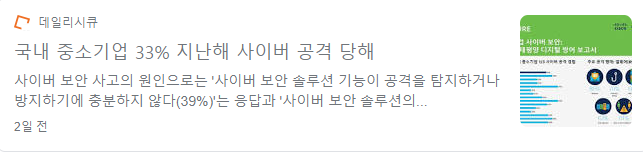 데일리시큐
국내 중소기업 33% 지난해 사이버 공격 당해
사이버 보안 사고의 원인으로는 '사이버 보안 솔루션 기능이 공격을 탐지하거나
방지하기에 충분하지 않다(39%)'는 응답과 '사이버 보안 솔루션의...
2일 전
사이버 보안:
디지털 방어 보고서